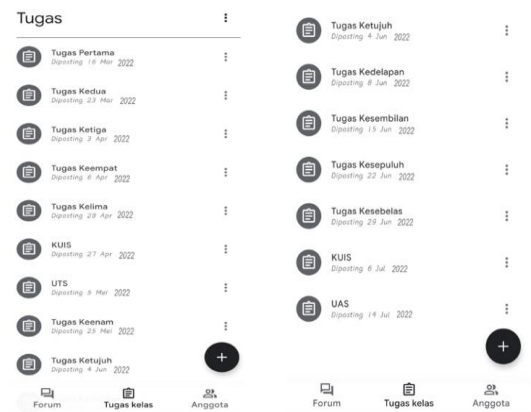 Tugas
Tugas Pertama
Diposting 16 Mar 2022
Tugas Kedua
Diposting 23 Mar 2022
Tugas Ketiga
Diposting 3 Apr 2022
Tugas Keempat
Diposting 6 Apr 2022
Tugas Kelima
Diposting 20 Apr 2022
KUIS
Diposting 27 Apr 2022
UTS
Diposting 5 Mei 2022
Tugas Keenam
Diposting 25 Mei 2022
Tugas Ketujuh
Diposting 4 Jun 2022
Forum
Tugas kelas
Anggota
Tugas Ketujuh
Diposting 4 Jun 2022
Tugas Kedelapan
Diposting 8 Jun 2022
Tugas Kesembilan
Diposting 15 Jun 2022
Tugas Kesepuluh
Diposting 22 Jun 2022
Tugas Kesebelas
Diposting 29 Jun 2022
KUIS
Diposting 6 Jul 2022
UAS
Diposting 14 Jul 2022
Forum
Tugas kelas
Anggota